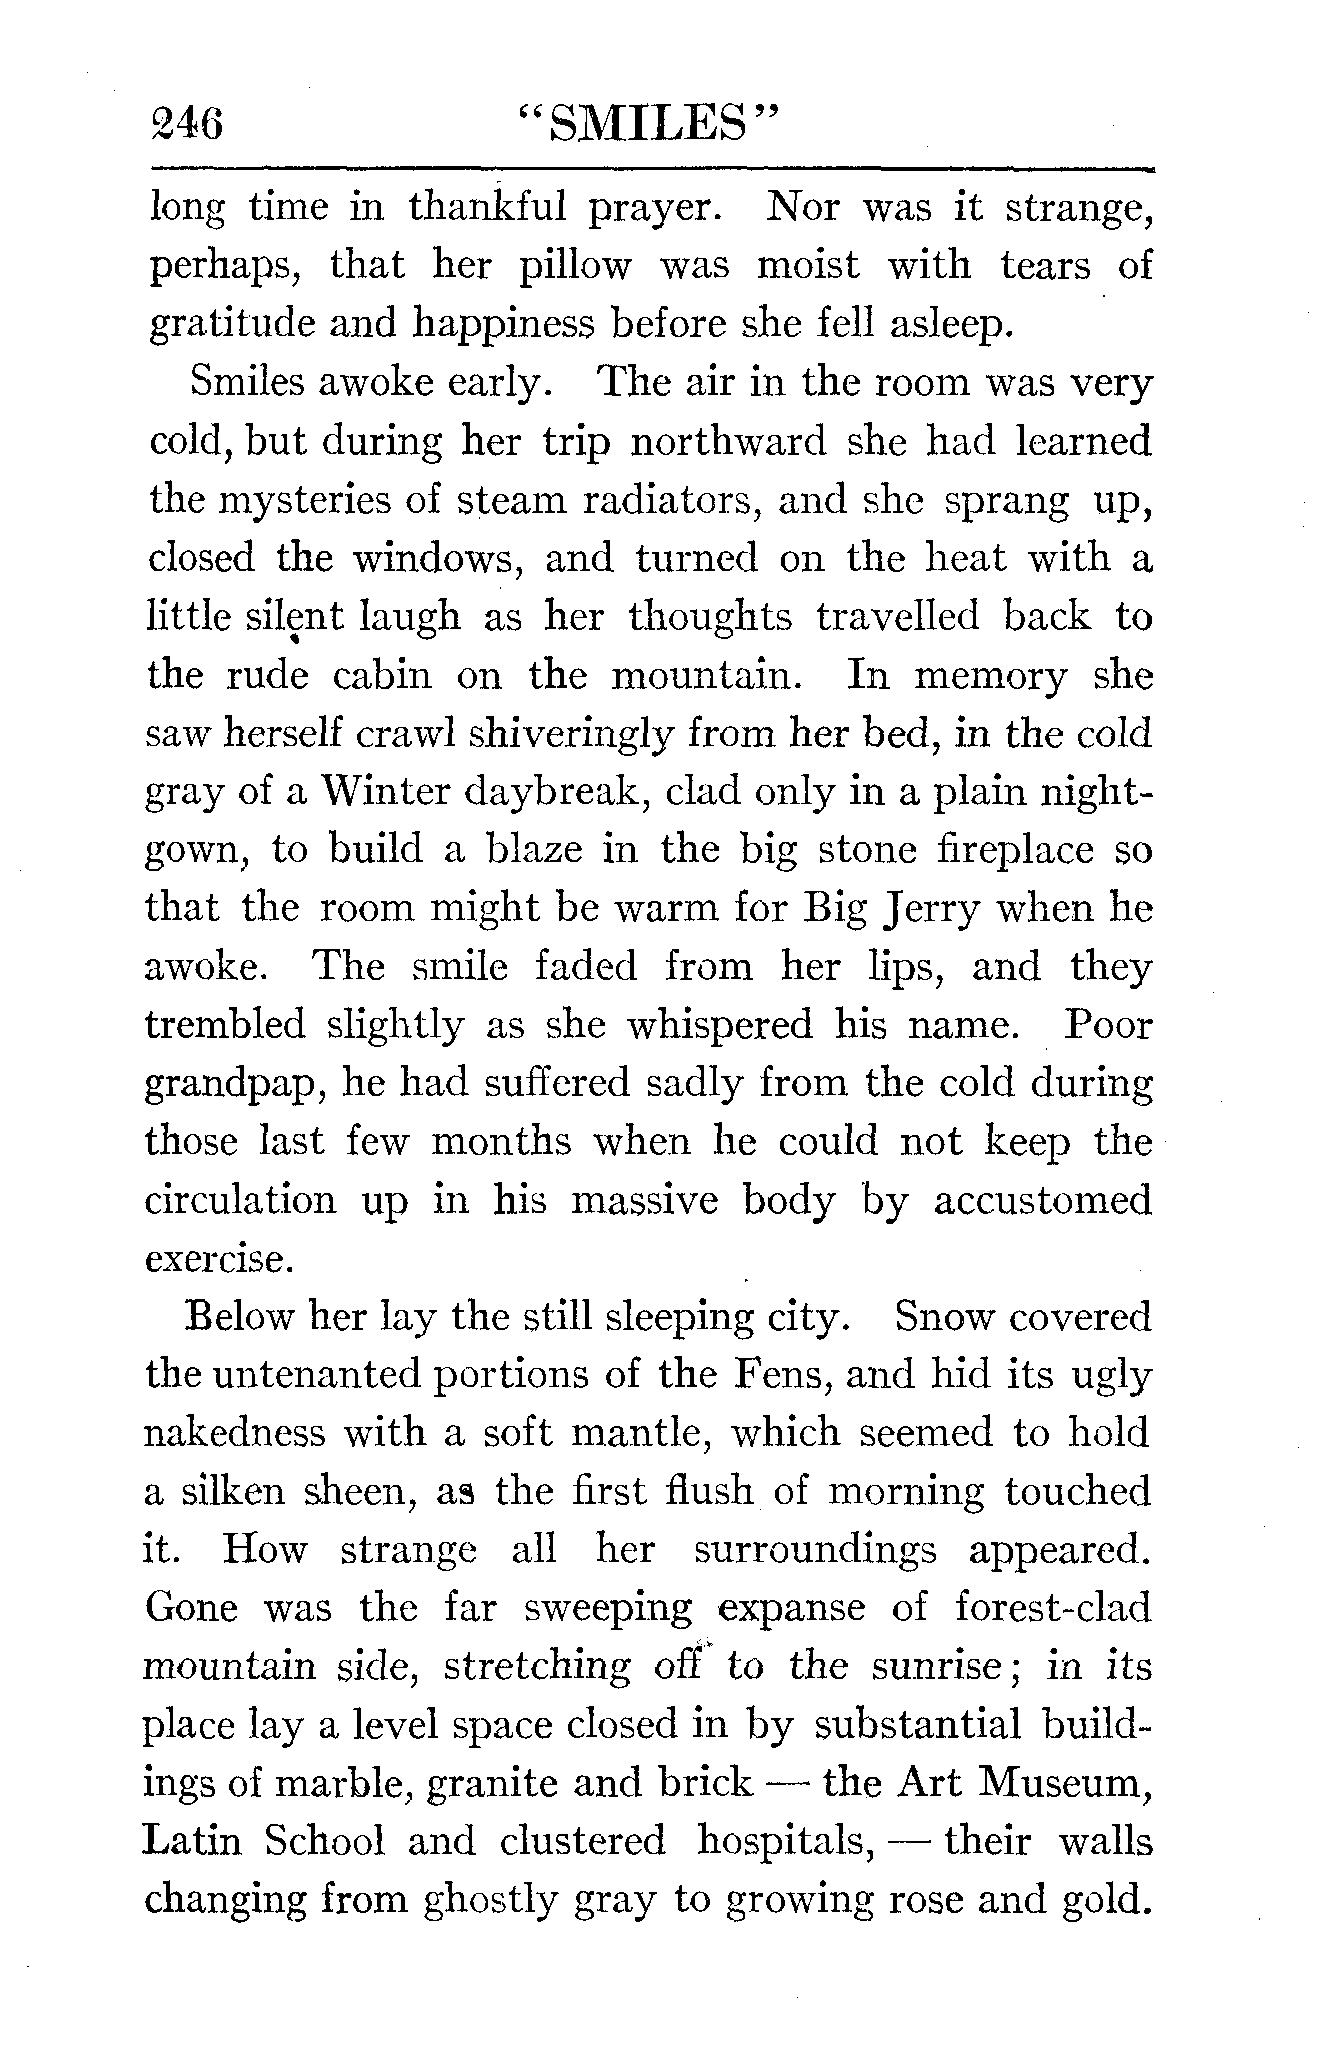 246 "SMILES"
long time in thankful prayer. Nor was it strange,
perhaps, that her pillow was moist with tears of
gratitude and happiness before she fell asleep.
Smiles awoke early. The air in the room was very
cold, but during her trip northward she had learned
the mysteries of steam radiators, and she sprang up,
closed the windows, and turned on the heat with a
little silent laugh as her thoughts travelled back to
the rude cabin on the mountain. In memory she
saw herself crawl shiveringly from her bed, in the cold
gray of a Winter daybreak, clad only in a plain night-
gown, to build a blaze in the big stone fireplace so
that the room might be warm for Big Jerry when he
awoke. The smile faded from her lips, and they
trembled slightly as she whispered his name. Poor
grandpap, he had suffered sadly from the cold during
those last few months when he could not keep the
circulation up in his massive body by accustomed
exercise.
Below her lay the still sleeping city. Snow covered
the untenanted portions of the Fens, and hid its ugly
nakedness with a soft mantle, which seemed to hold
a silken sheen, as the first flush of morning touched
it. How strange all her surroundings appeared.
Gone was the far sweeping expanse of forest-clad
mountain side, stretching off to the sunrise; in its
place lay a level space closed in by substantial build-
ings of marble, granite and brick — the Art Museum,
Latin School and clustered hospitals, — their walls
changing from ghostly gray to growing rose and gold.